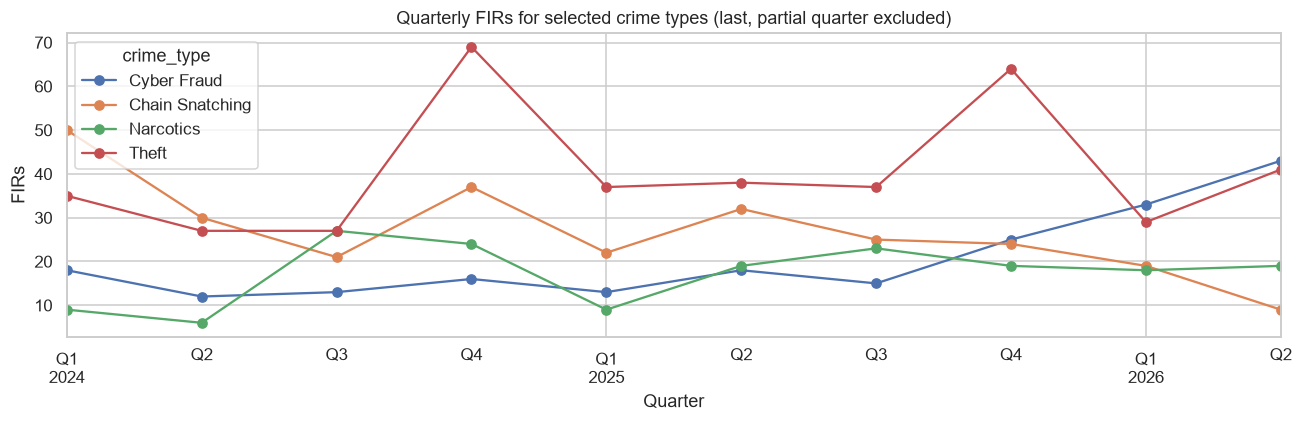 Quarterly FIRs for selected crime types (last, partial quarter excluded)
70
60
50
40
30
20
10
FIRs
crime_type
Cyber Fraud
Chain Snatching
Narcotics
Theft
Q1 Q2 Q3 Q4 Q1 Q2 Q3 Q4 Q1 Q2
2024 2025 2026
Quarter